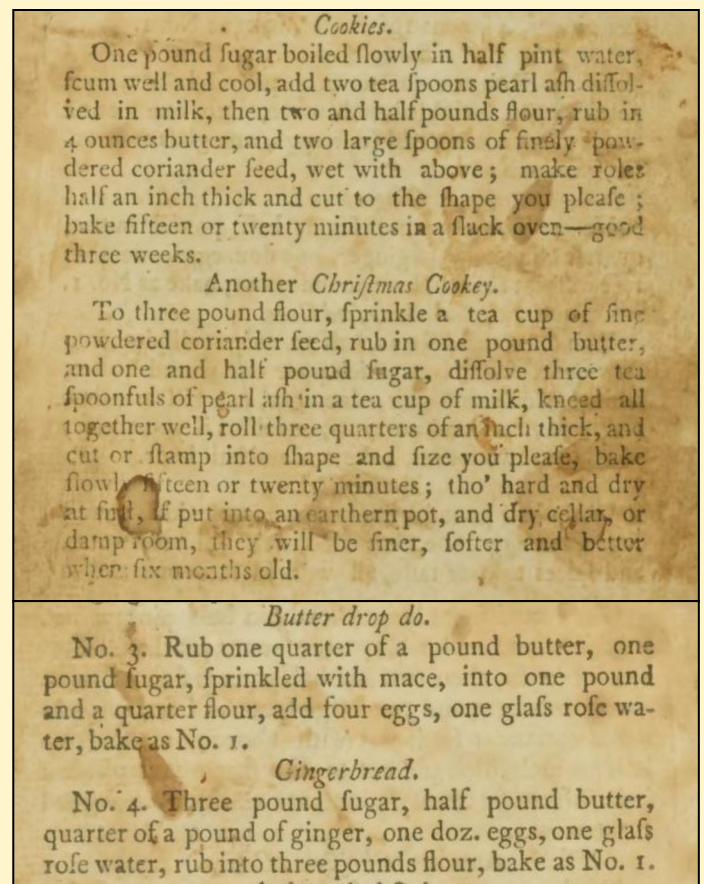 Cookies.
One pound ſugar boiled ſlowly in half pint water,
ſcum well and cool, add two tea ſpoons pearl aſh diſſol-
ved in milk, then two and half pounds flour, rub in
4 ounces butter, and two large ſpoons of finely pow-
dered coriander ſeed, wet with above; make roles
half an inch thick and cut to the ſhape you pleaſe;
bake fifteen or twenty minutes in a ſlack oven—good
three weeks.
Another Chriſtmas Cookey.
To three pound flour, ſprinkle a tea cup of fine
powdered coriander ſeed, rub in one pound butter,
and one and half pound ſugar, diſſolve three tea
ſpoonfuls of pearl aſh in a tea cup of milk, kneed all
together well, roll three quarters of an inch thick, and
cut or ſtamp into ſhape and ſize you pleaſe, bake
ſlowly fifteen or twenty minutes; tho' hard and dry
at firſt, if put into an earthern pot, and dry cellar, or
damp room, they will be finer, ſofter and better
when ſix months old.
Butter drop do.
No. 3. Rub one quarter of a pound butter, one
pound ſugar, ſprinkled with mace, into one pound
and a quarter flour, add four eggs, one glaſs roſe wa-
ter, bake as No. 1.
Gingerbread.
No. 4. Three pound ſugar, half pound butter,
quarter of a pound of ginger, one doz. eggs, one glaſs
roſe water, rub into three pounds flour, bake as No. 1.